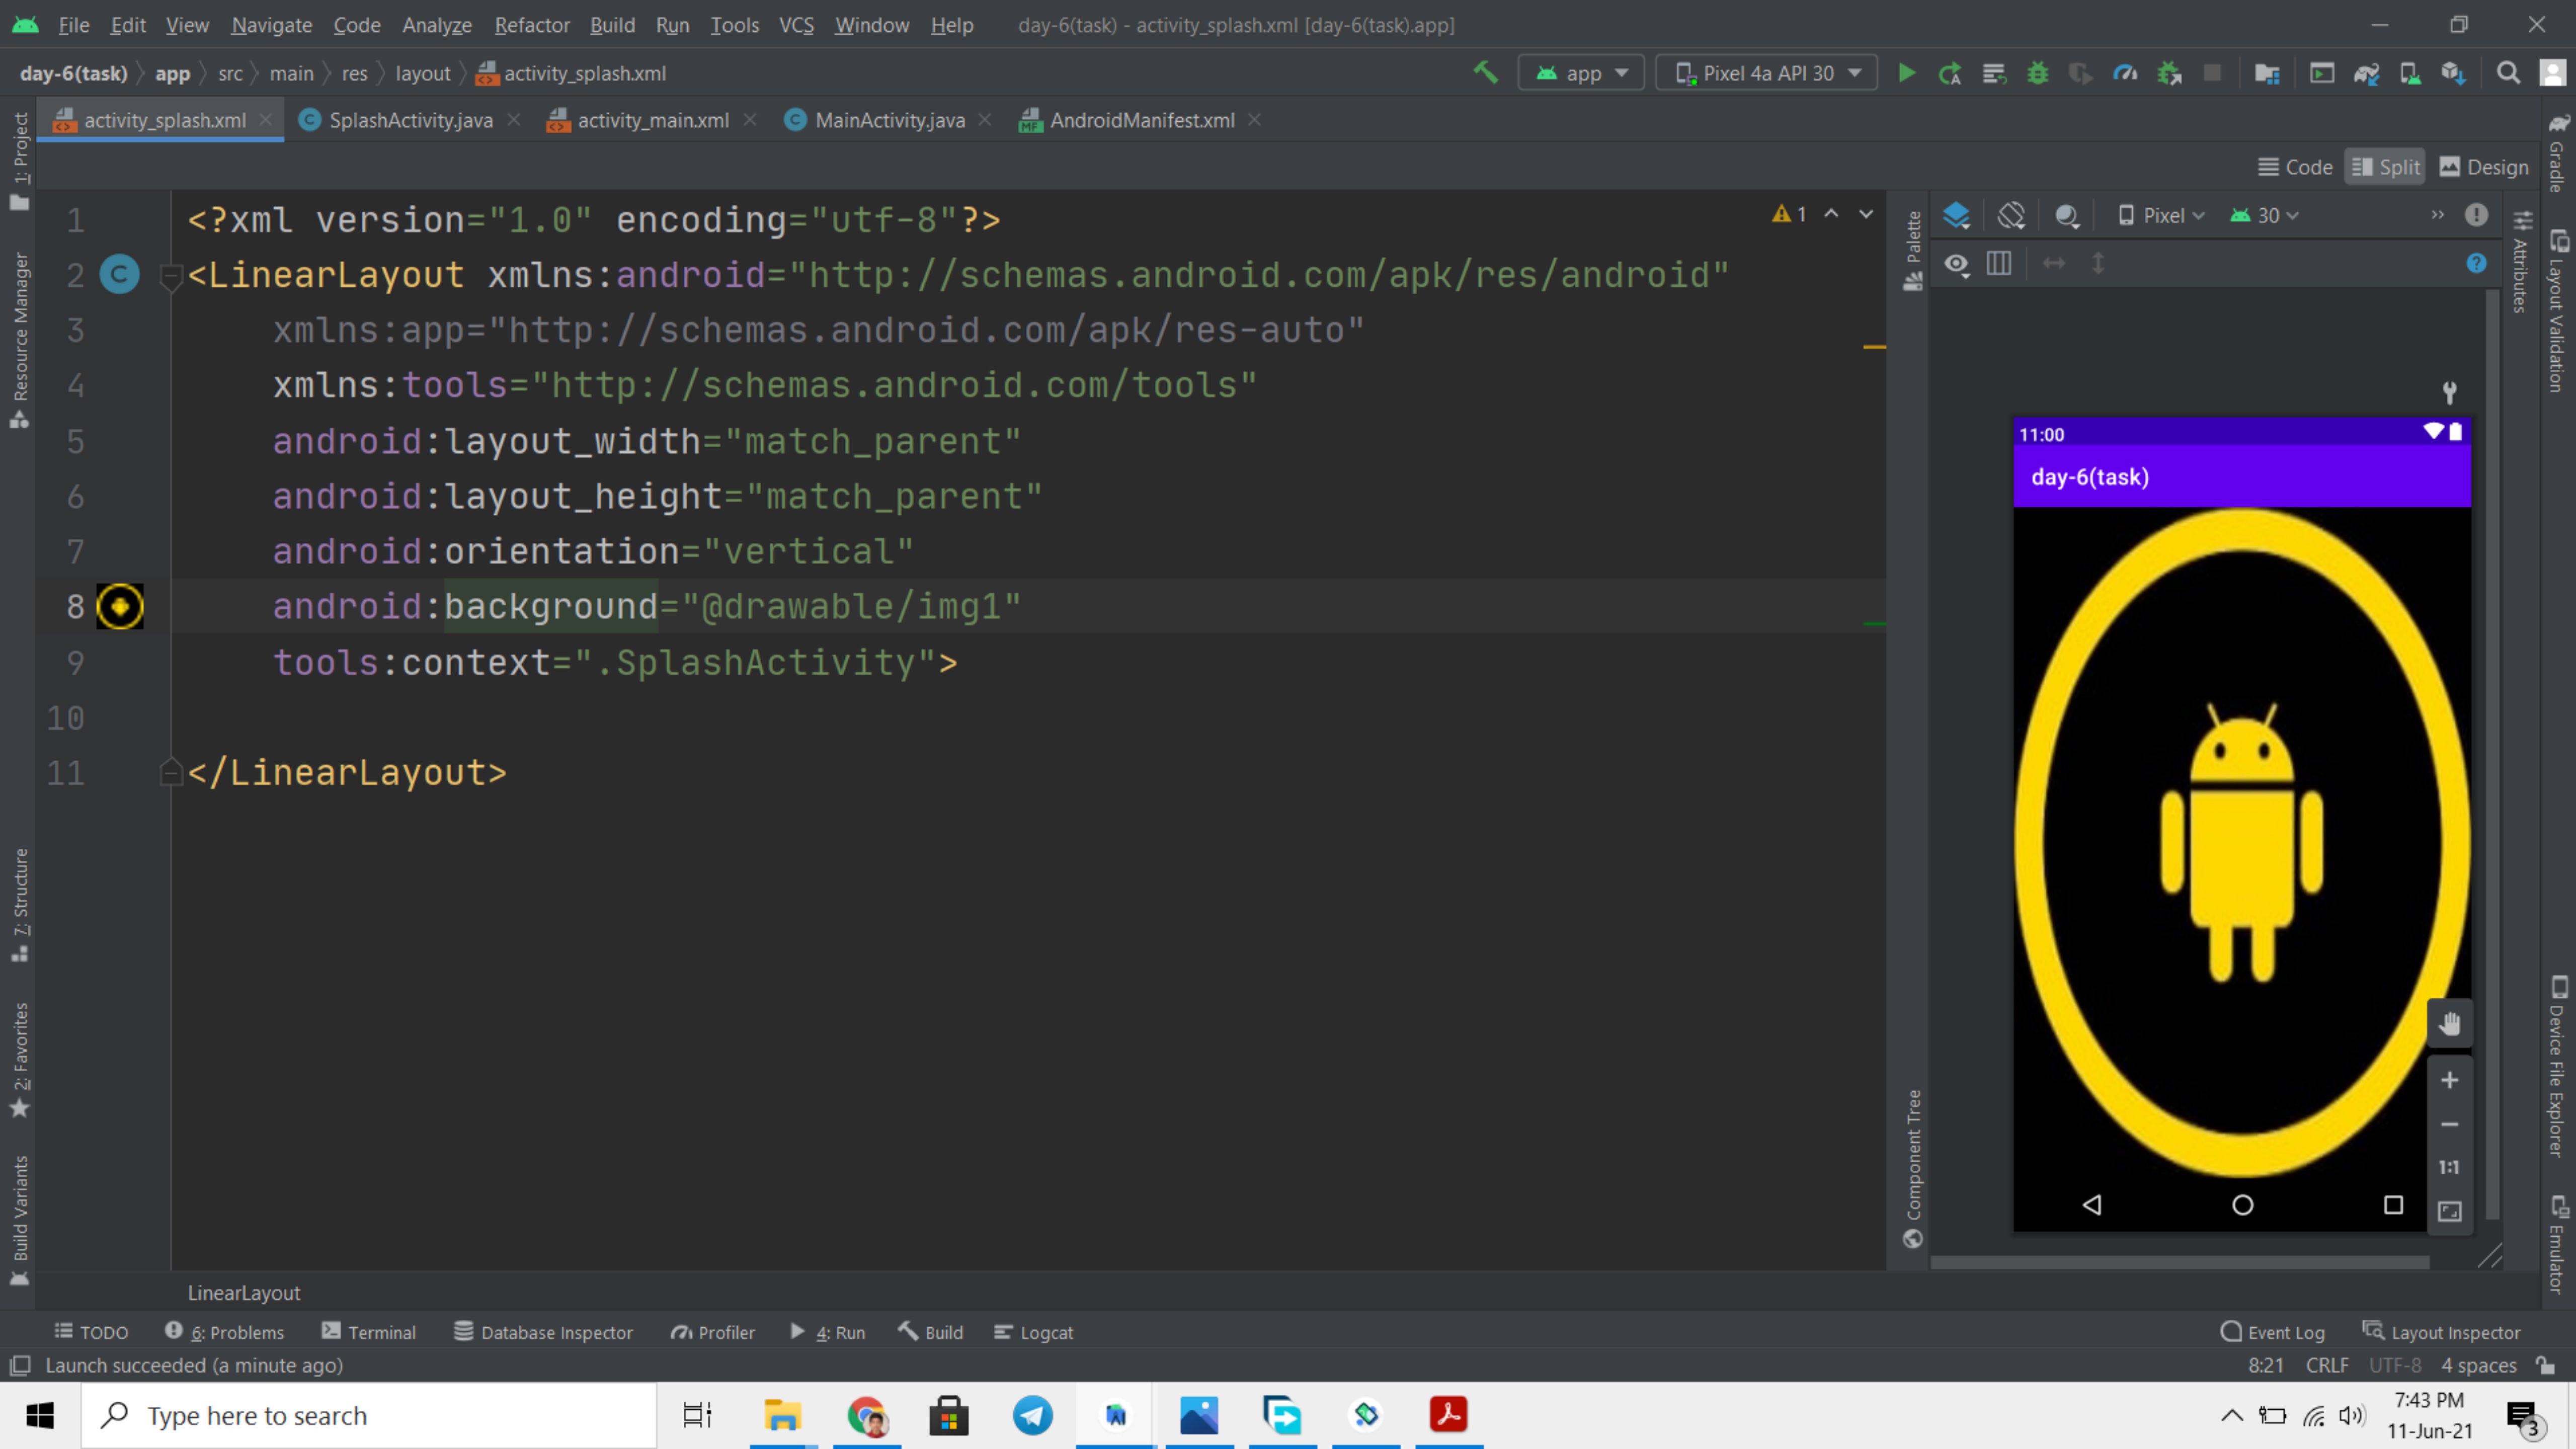 File Edit View Navigate Code Analyze Refactor Build Run Tools VCS Window Help day-6(task) - activity_splash.xml [day-6(task).app]
day-6(task) app src main res layout activity_splash.xml app Pixel 4a API 30
activity_splash.xml SplashActivity.java activity_main.xml MainActivity.java AndroidManifest.xml
Code Split Design
1 <?xml version="1.0" encoding="utf-8"?>
2 <LinearLayout xmlns:android="http://schemas.android.com/apk/res/android"
3 xmlns:app="http://schemas.android.com/apk/res-auto"
4 xmlns:tools="http://schemas.android.com/tools"
5 android:layout_width="match_parent"
6 android:layout_height="match_parent"
7 android:orientation="vertical"
8 android:background="@drawable/img1"
9 tools:context=".SplashActivity">
10
11 </LinearLayout>
1
Pixel 30
11:00
day-6(task)
1:1
1: Project
Resource Manager
7: Structure
2: Favorites
Build Variants
Palette
Component Tree
Attributes
Gradle
Layout Validation
Device File Explorer
Emulator
LinearLayout
TODO 6: Problems Terminal Database Inspector Profiler 4: Run Build Logcat Event Log Layout Inspector
Launch succeeded (a minute ago) 8:21 CRLF UTF-8 4 spaces
Type here to search
7:43 PM
11-Jun-21
3